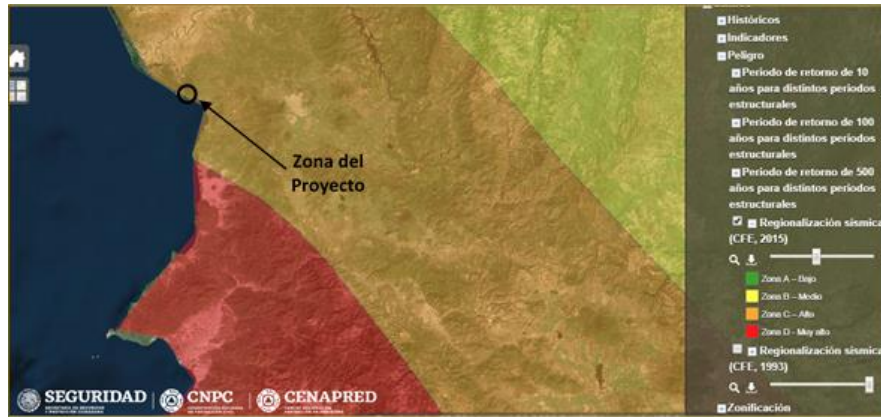 Históricos
Indicadores
Peligro
Periodo de retorno de 10
años para distintos periodos
estructurales
Periodo de retorno de 100
años para distintos periodos
estructurales
Periodo de retorno de 500
años para distintos periodos
estructurales
Regionalización sísmica
(CFE, 2015)
Zona A – Bajo
Zona B – Medio
Zona C – Alto
Zona D - Muy alto
Regionalización sísmica
(CFE, 1993)
Zonificación
Zona del
Proyecto
SEGURIDAD
CNPC
CENAPRED